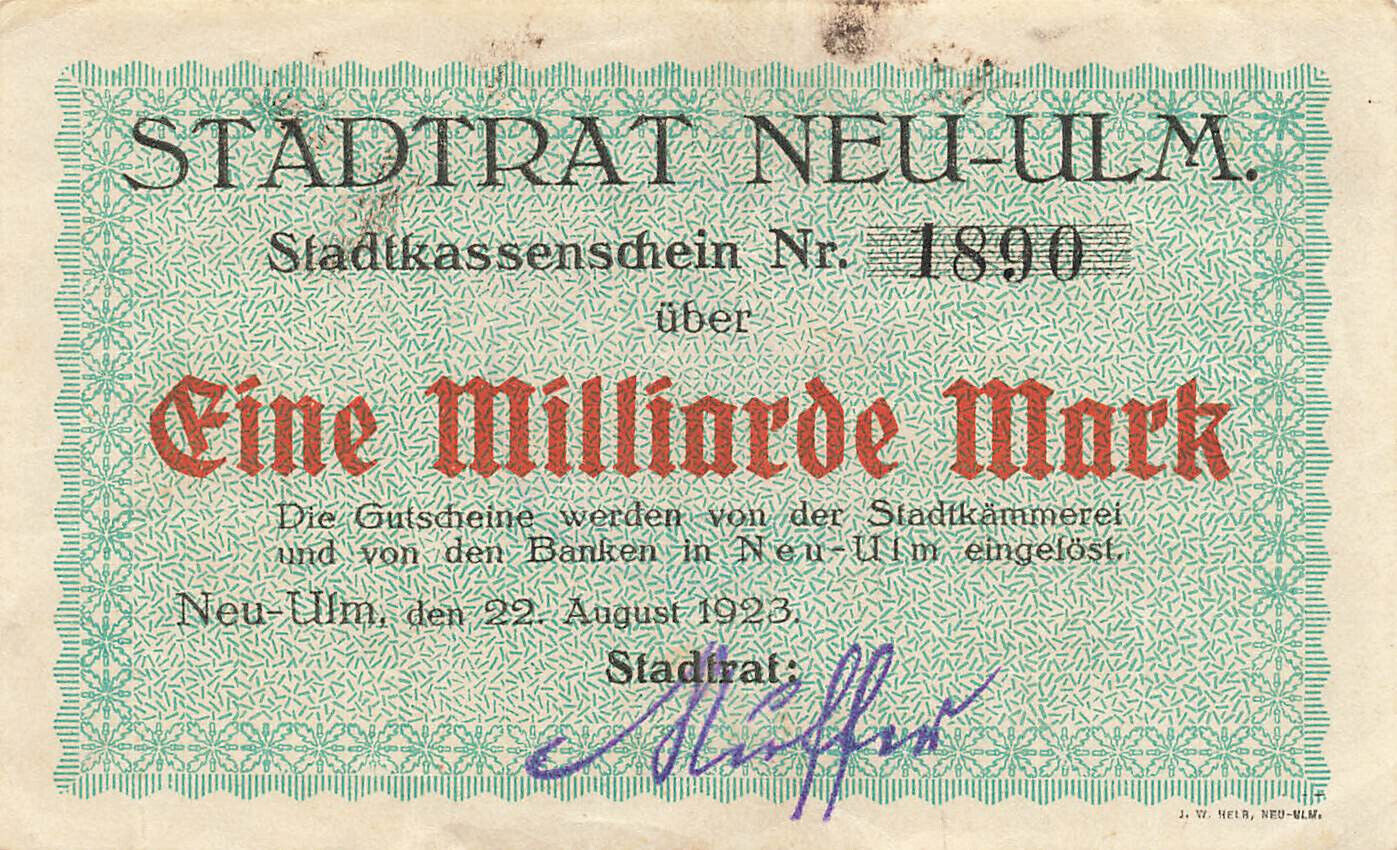 STADTRAT NEU-ULM.
Stadtkassenschein Nr. 1890
über
Eine Milliarde Mark
Die Gutscheine werden von der Stadtkämmerei
und von den Banken in Neu-Ulm eingelöst.
Neu-Ulm, den 22. August 1923.
Stadtrat:
J. W. HELB, NEU-ULM.